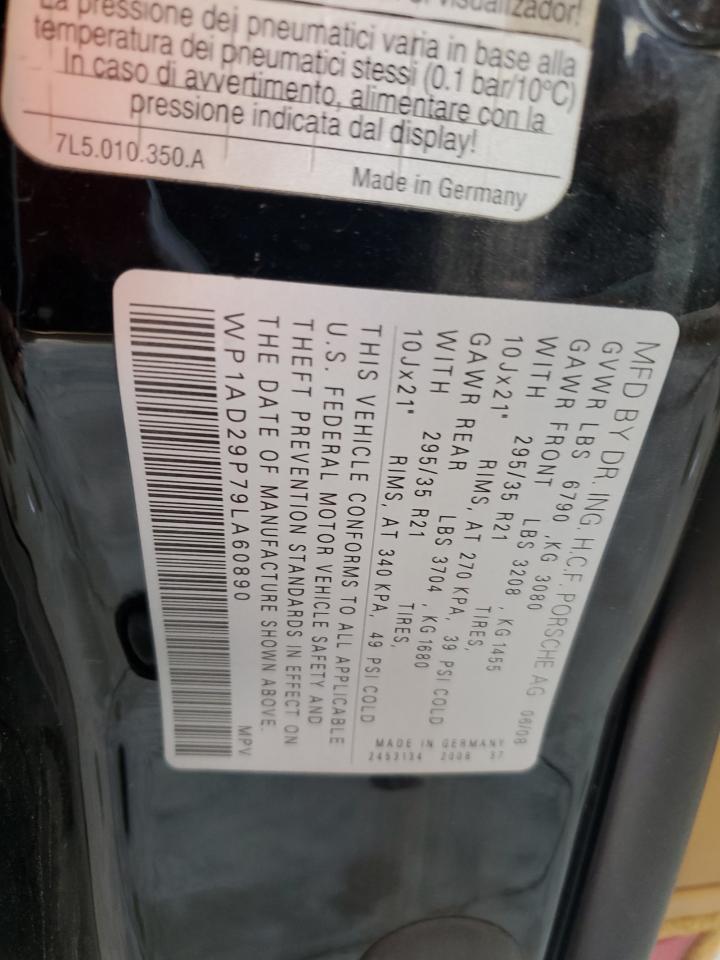 visualizador!
La pressione dei pneumatici varia in base alla
temperatura dei pneumatici stessi (0.1 bar/10°C)
In caso di avvertimento, alimentare con la
pressione indicata dal display!
7L5.010.350.A
Made in Germany
MFD BY DR. ING. H.C.F. PORSCHE AG 06/08
GVWR LBS 6790 ,KG 3080
GAWR FRONT LBS 3208 , KG 1455
WITH 295/35 R21 TIRES,
10Jx21" RIMS, AT 270 KPA, 39 PSI COLD
GAWR REAR LBS 3704 , KG 1680
WITH 295/35 R21 TIRES,
10Jx21" RIMS, AT 340 KPA, 49 PSI COLD
MADE IN GERMANY
2453134 2008 37
THIS VEHICLE CONFORMS TO ALL APPLICABLE
U.S. FEDERAL MOTOR VEHICLE SAFETY AND
THEFT PREVENTION STANDARDS IN EFFECT ON
THE DATE OF MANUFACTURE SHOWN ABOVE.
WP1AD29P79LA60890 MPV